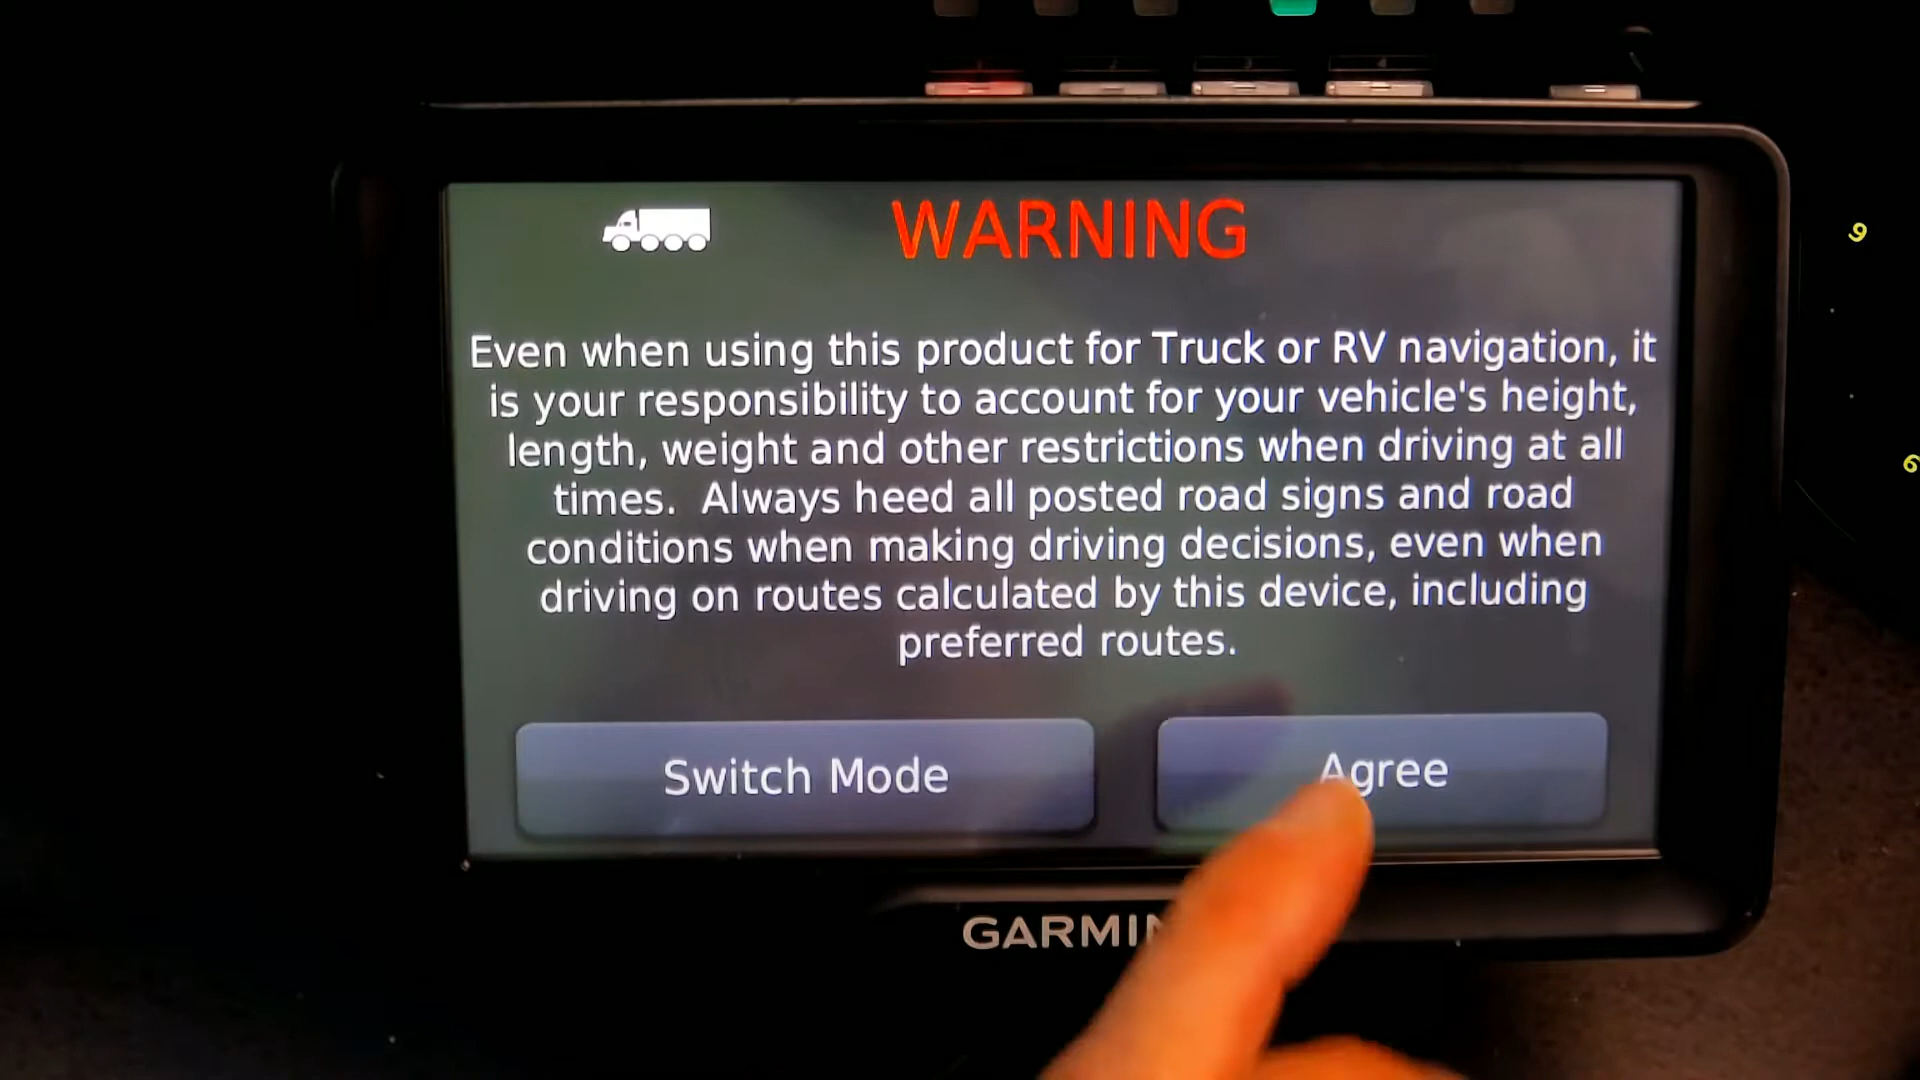 WARNING
Even when using this product for Truck or RV navigation, it
is your responsibility to account for your vehicle's height,
length, weight and other restrictions when driving at all
times.  Always heed all posted road signs and road
conditions when making driving decisions, even when
driving on routes calculated by this device, including
preferred routes.
Switch Mode
Agree
GARMIN